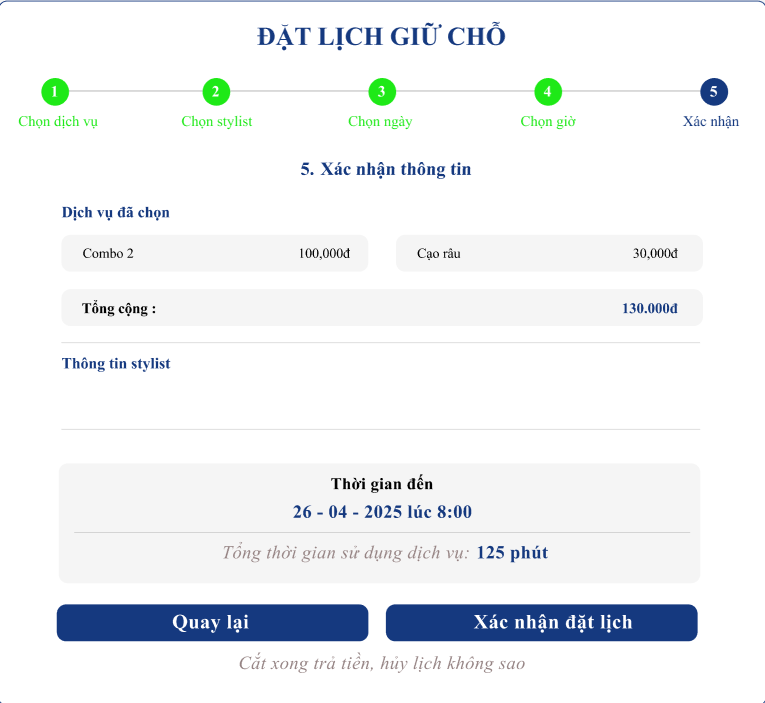 ĐẶT LỊCH GIỮ CHỖ
1 2 3 4 5
Chọn dịch vụ Chọn stylist Chọn ngày Chọn giờ Xác nhận
5. Xác nhận thông tin
Dịch vụ đã chọn
Combo 2 100,000đ Cạo râu 30,000đ
Tổng cộng : 130.000đ
Thông tin stylist
Thời gian đến
26 - 04 - 2025 lúc 8:00
Tổng thời gian sử dụng dịch vụ: 125 phút
Quay lại Xác nhận đặt lịch
Cắt xong trả tiền, hủy lịch không sao